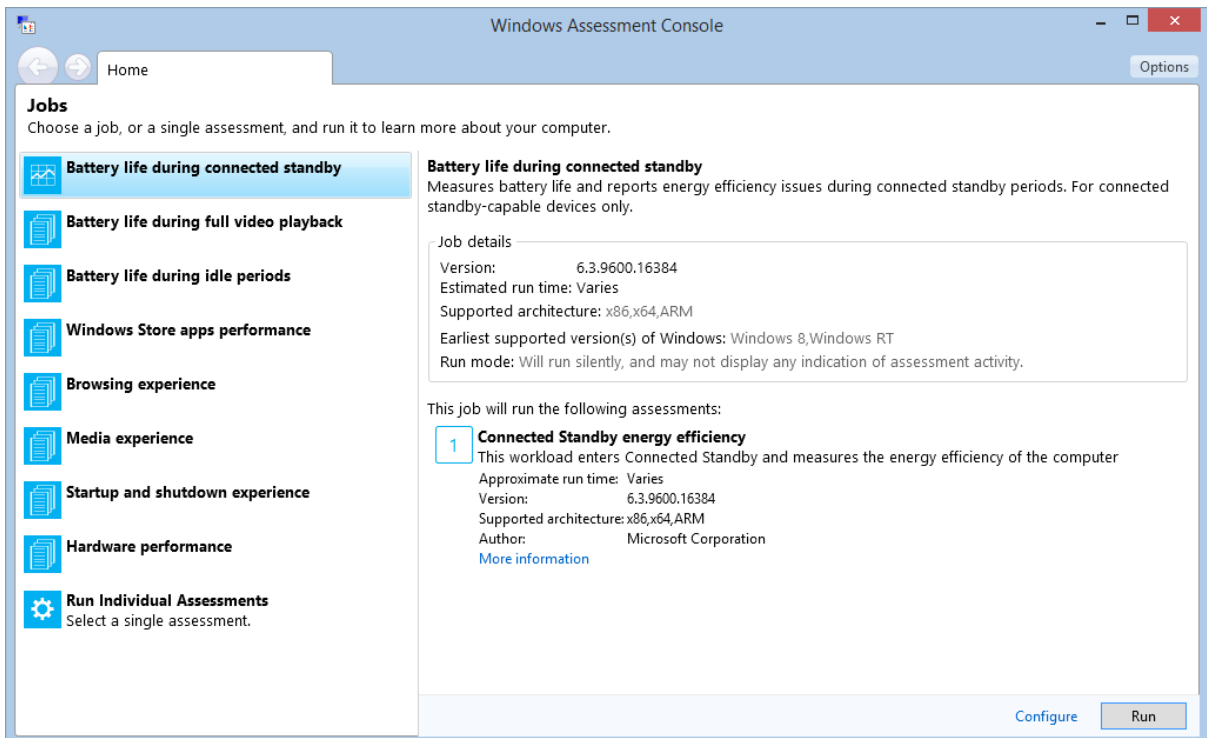 Windows Assessment Console
Home
Options
Jobs
Choose a job, or a single assessment, and run it to learn more about your computer.
Battery life during connected standby
Battery life during full video playback
Battery life during idle periods
Windows Store apps performance
Browsing experience
Media experience
Startup and shutdown experience
Hardware performance
Run Individual Assessments
Select a single assessment.
Battery life during connected standby
Measures battery life and reports energy efficiency issues during connected standby periods. For connected
standby-capable devices only.
Job details
Version: 6.3.9600.16384
Estimated run time: Varies
Supported architecture: x86,x64,ARM
Earliest supported version(s) of Windows: Windows 8,Windows RT
Run mode: Will run silently, and may not display any indication of assessment activity.
This job will run the following assessments:
1 Connected Standby energy efficiency
This workload enters Connected Standby and measures the energy efficiency of the computer
Approximate run time: Varies
Version: 6.3.9600.16384
Supported architecture: x86,x64,ARM
Author: Microsoft Corporation
More information
Configure
Run